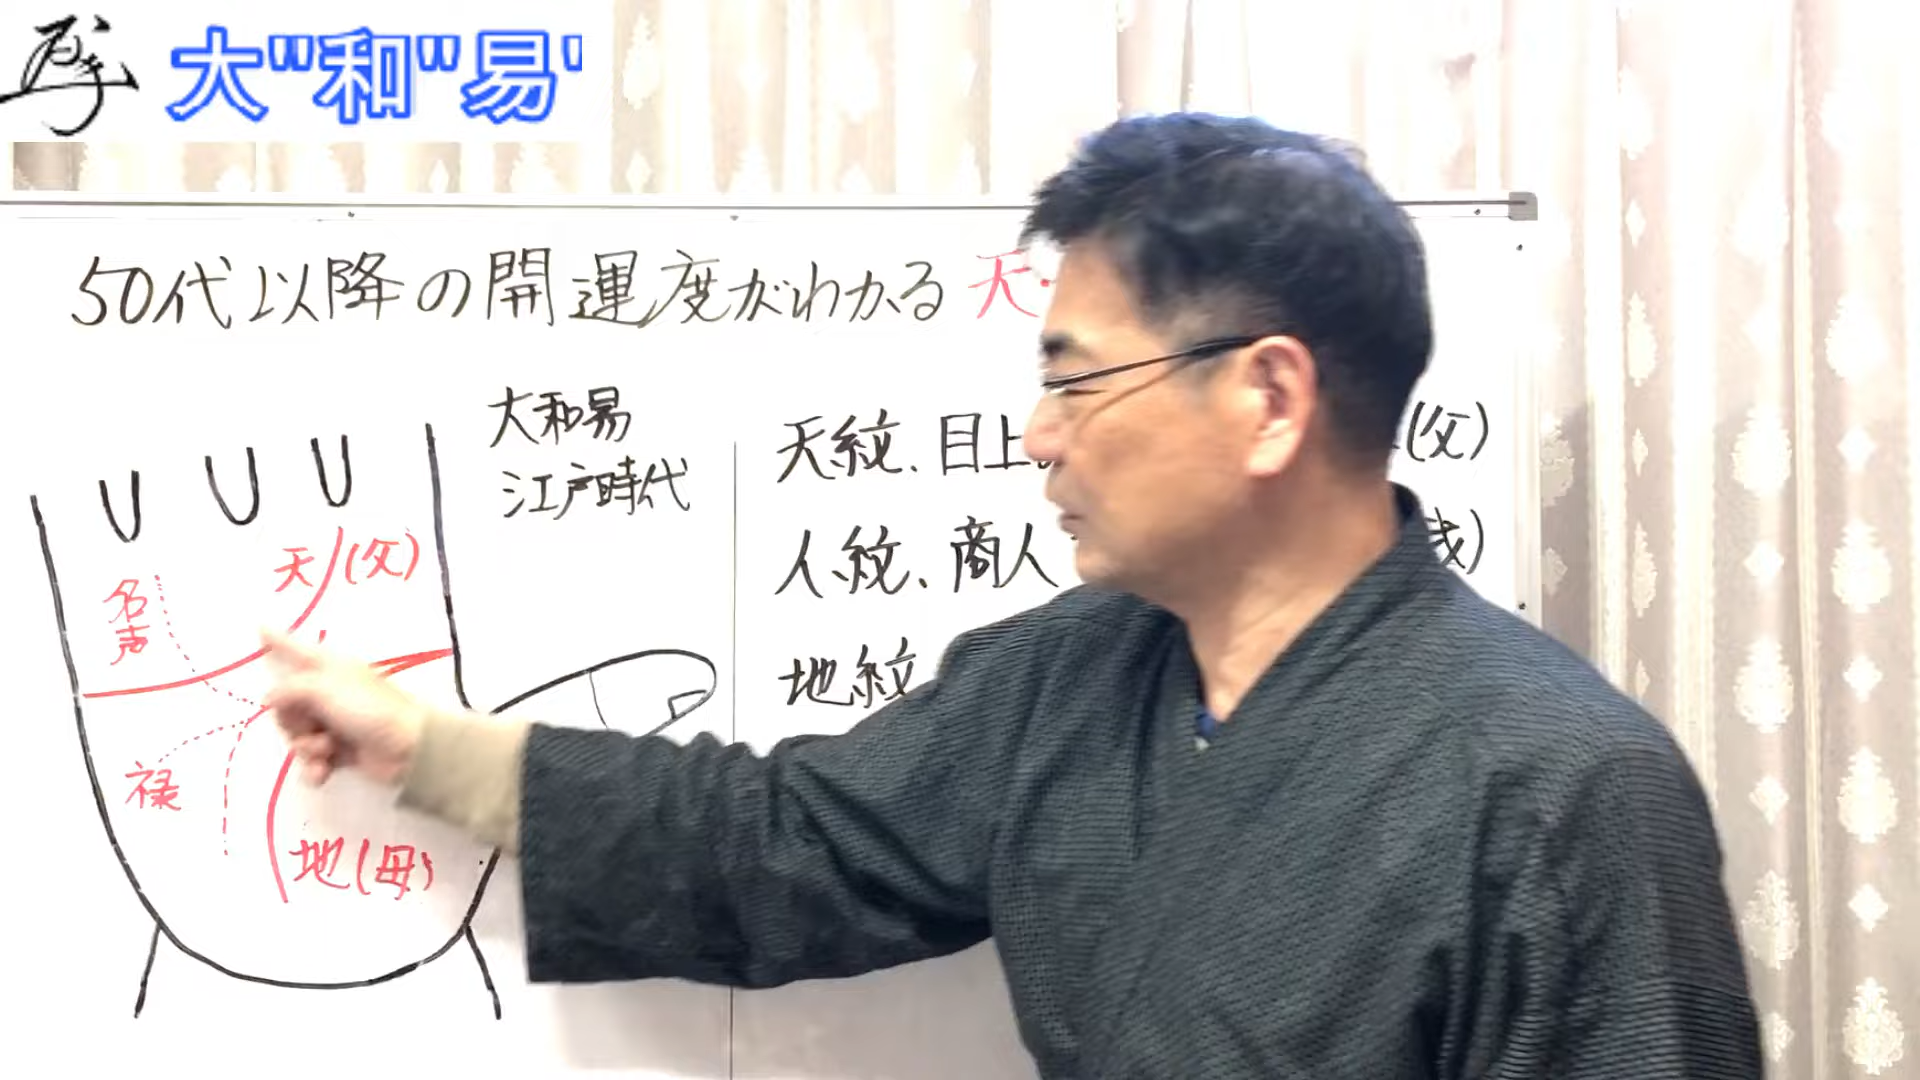 大"和"易"
50代以降の開運度がわかる 天・
大和易
江戸時代
天紋、目上 (父)
人紋、商人
地紋
天(父)
名声
禄
地(母)